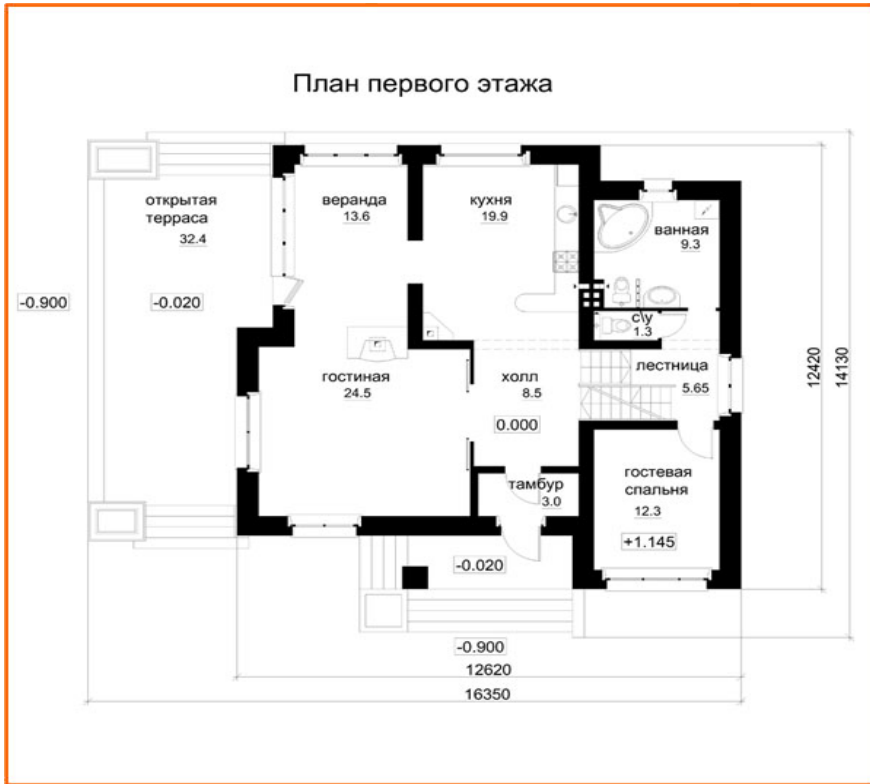 План первого этажа
открытая
терраса
32.4
веранда
13.6
кухня
19.9
ванная
9.3
-0.900
-0.020
с\у
1.3
гостиная
24.5
холл
8.5
0.000
лестница
5.65
12420
14130
тамбур
3.0
гостевая
спальня
12.3
+1.145
-0.020
-0.900
12620
16350